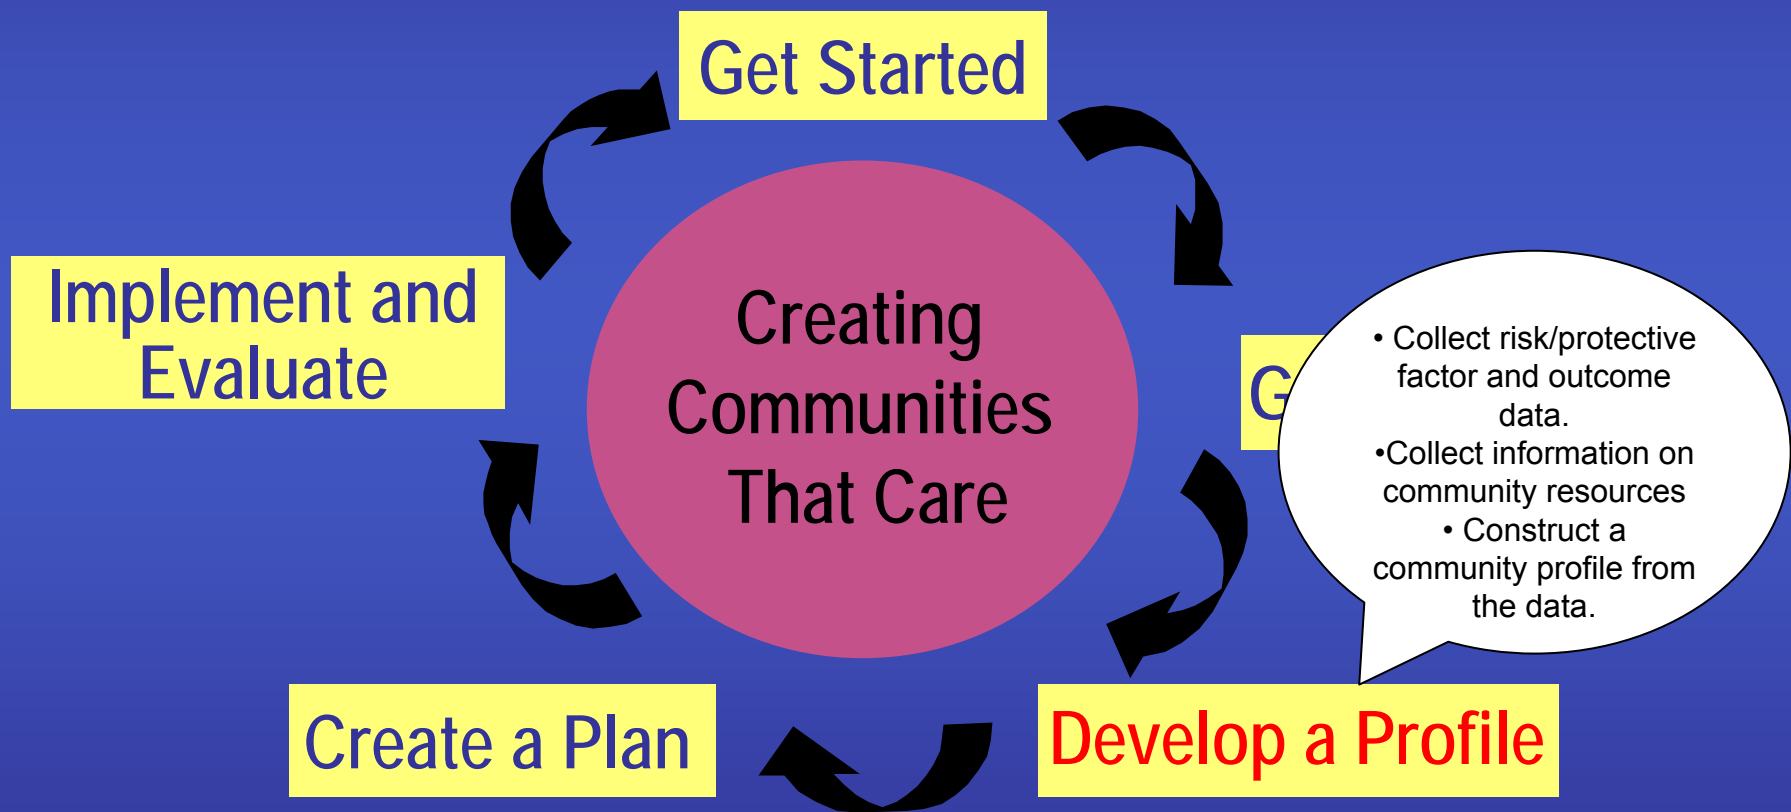 Get Started
Implement and
Evaluate
Creating
Communities
That Care
G
• Collect risk/protective
factor and outcome
data.
•Collect information on
community resources
• Construct a
community profile from
the data.
Create a Plan
Develop a Profile